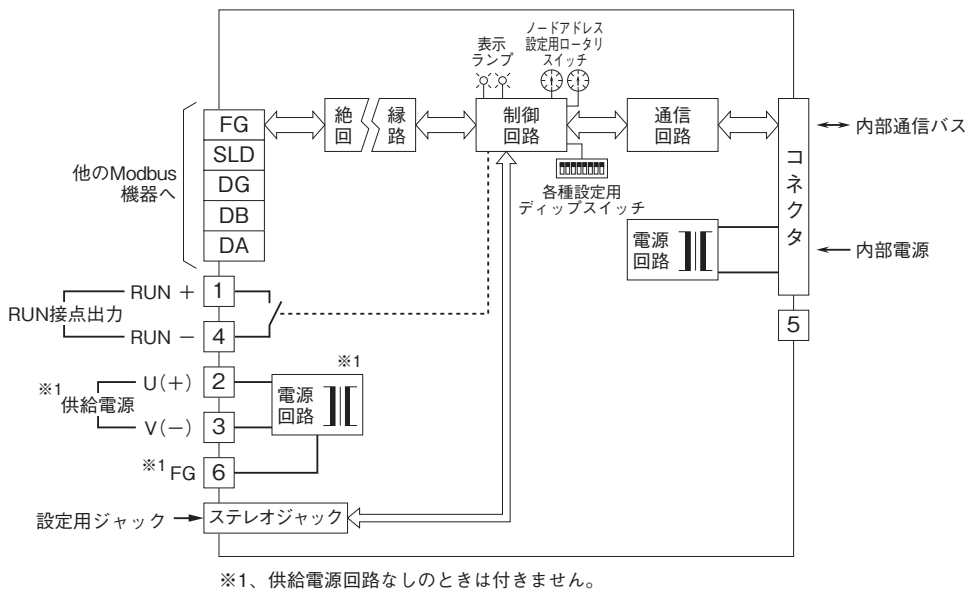 ノードアドレス
設定用ロータリ
スイッチ
表示
ランプ
他のModbus
機器へ
FG
SLD
DG
DB
DA
絶
回
縁
路
制御
回路
通信
回路
コネクタ
内部通信バス
内部電源
各種設定用
ディップスイッチ
電源
回路
5
RUN接点出力
RUN +
1
RUN −
4
※1
供給電源
U(+)
2
V(−)
3
※1 FG
6
※1
電源
回路
設定用ジャック
ステレオジャック
※1、供給電源回路なしのときは付きません。